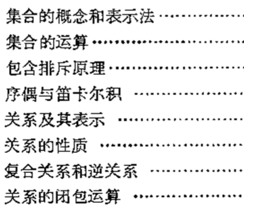 集合的概念和表示法 ……………
集合的运算 ……………………
包含排斥原理 …………………
序偶与笛卡尔积 ………………
关系及其表示 …………………
关系的性质 ……………………
复合关系和逆关系 ……………
关系的闭包运算 ………………